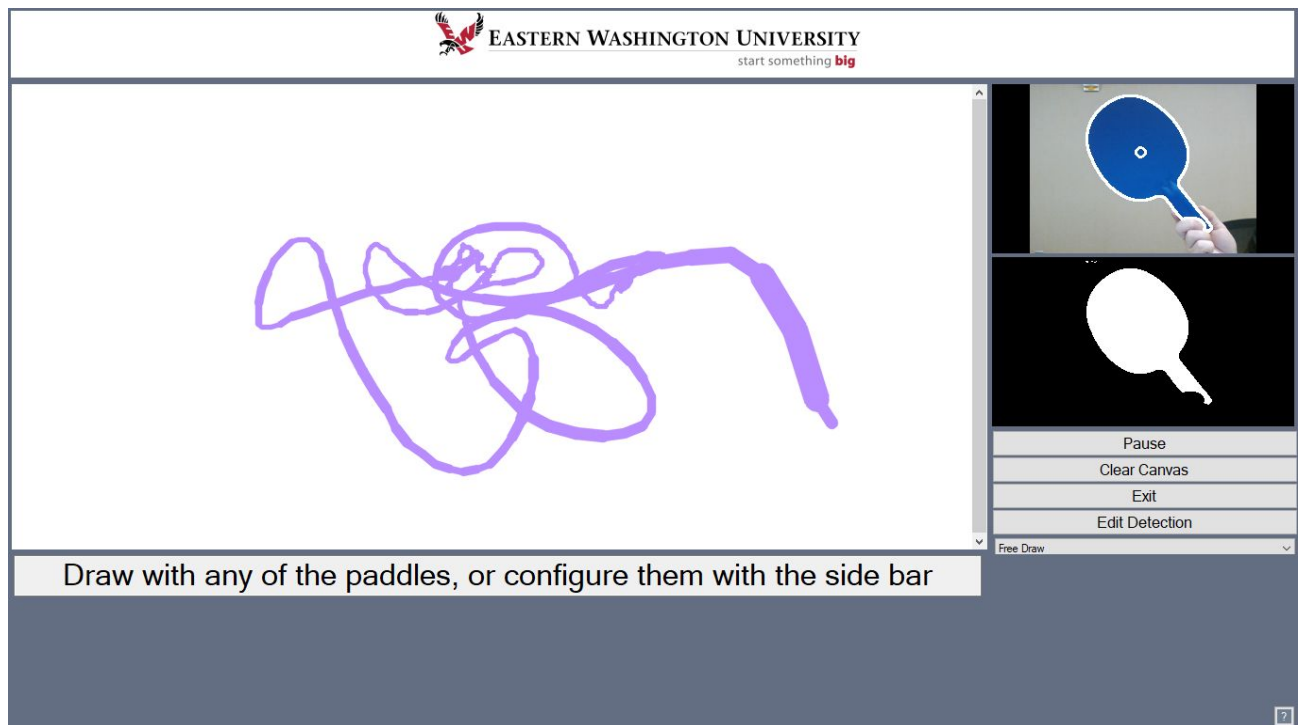 EASTERN WASHINGTON UNIVERSITY
start something big
Pause
Clear Canvas
Exit
Edit Detection
Free Draw
Draw with any of the paddles, or configure them with the side bar
?